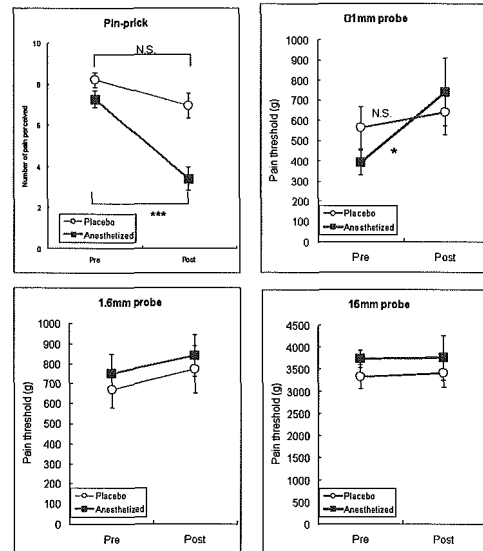 Pin-prick
Number of pain perceived
10
8
6
4
2
0
N.S.
***
Placebo
Anesthetized
Pre
Post
1mm probe
Pain threshold (g)
1000
900
800
700
600
500
400
300
200
100
0
N.S.
*
Placebo
Anesthetized
Pre
Post
1.6mm probe
Pain threshold (g)
1000
900
800
700
600
500
400
300
200
100
0
Placebo
Anesthetized
Pre
Post
16mm probe
Pain threshold (g)
4500
4000
3500
3000
2500
2000
1500
1000
500
0
Placebo
Anesthetized
Pre
Post